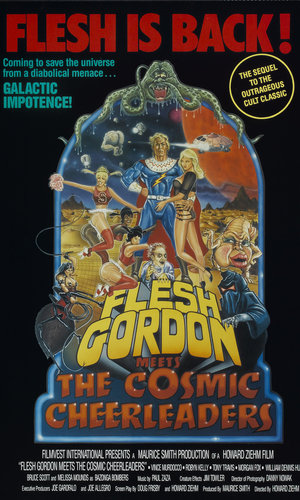 FLESH IS BACK!
Coming to save the universe
from a diabolical menace . . .
GALACTIC
IMPOTENCE!
THE SEQUEL
TO THE
OUTRAGEOUS
CULT CLASSIC
FLESH
GORDON
MEETS
THE COSMIC
CHEERLEADERS
FILMVEST INTERNATIONAL PRESENTS A MAURICE SMITH PRODUCTION OF A HOWARD ZIEHM FILM
"FLESH GORDON MEETS THE COSMIC CHEERLEADERS" • VINCE MURDOCCO • ROBYN KELLY • TONY TRAVIS • MORGAN FOX • WILLIAM DENNIS HUNT
BRUCE SCOTT and MELISSA MOUNDS as BAZONGA BOMBERS Music by PAUL ZAZA Creature Effects JIM TOWLER Director of Photography DANNY NOWAK
Executive Producers JOE GAROFALO and JOE ALLEGRO Screen Play By DOUG FRISBY and HOWARD ZIEHM Produced By MAURICE SMITH Directed By HOWARD ZIEHM